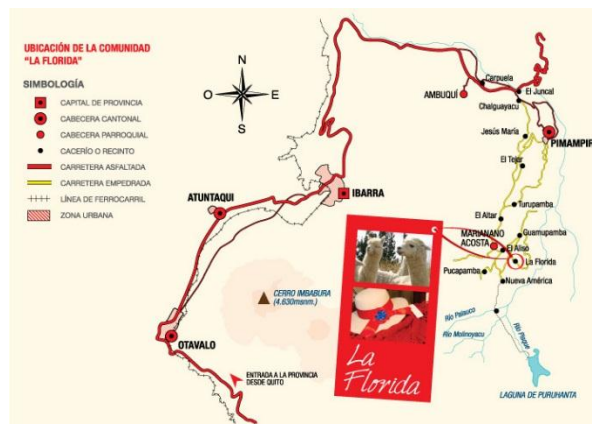 UBICACIÓN DE LA COMUNIDAD
"LA FLORIDA"
SIMBOLOGÍA
CAPITAL DE PROVINCIA
CABECERA CANTONAL
CABECERA PARROQUIAL
CACERÍO O RECINTO
CARRETERA ASFALTADA
CARRETERA EMPEDRADA
LÍNEA DE FERROCARRIL
ZONA URBANA
N
O
E
S
Carpuela
El Juncal
AMBUQUÍ
Chalguayacu
Jesús María
PIMAMPIRO
El Tejar
IBARRA
ATUNTAQUI
Turupamba
El Altar
Guamupamba
MARIANANO
ACOSTA
El Aliso
La Florida
Pucapamba
Nueva América
CERRO IMBABURA
(4.630msnm.)
Río Palauco
Río Molinoyacu
Río Pisque
OTAVALO
La
Florida
ENTRADA A LA PROVINCIA
DESDE QUITO
LAGUNA DE PURUHANTA